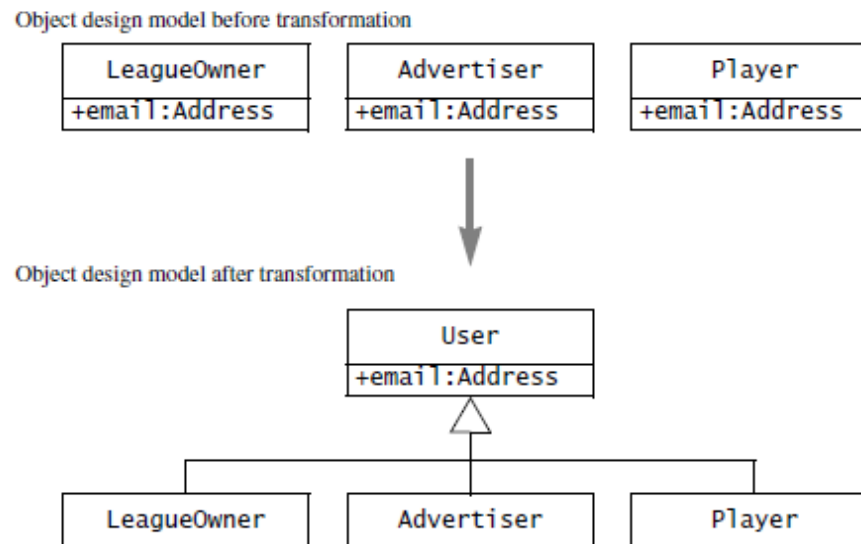 Object design model before transformation
LeagueOwner Advertiser Player
+email:Address +email:Address +email:Address
Object design model after transformation
User
+email:Address
LeagueOwner Advertiser Player